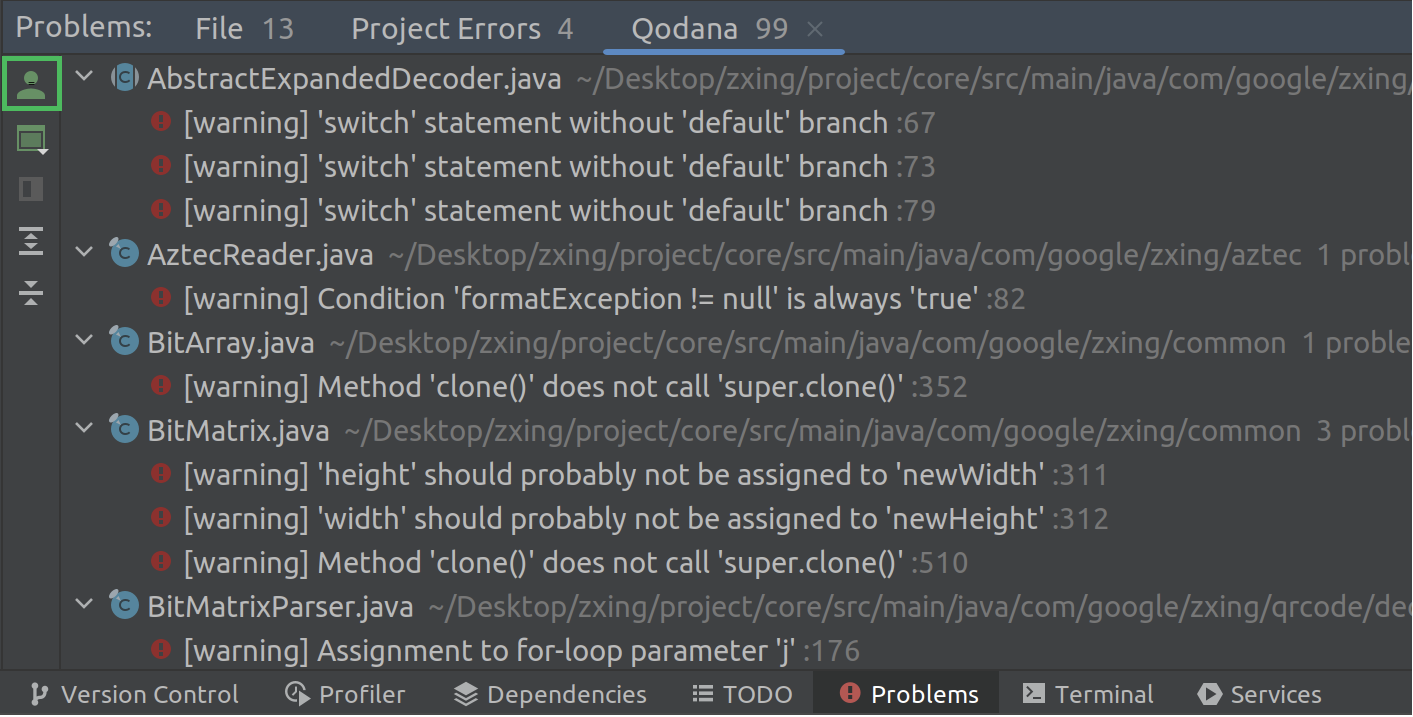 Problems: File 13 Project Errors 4 Qodana 99
AbstractExpandedDecoder.java ~/Desktop/zxing/project/core/src/main/java/com/google/zxing/
[warning] 'switch' statement without 'default' branch :67
[warning] 'switch' statement without 'default' branch :73
[warning] 'switch' statement without 'default' branch :79
AztecReader.java ~/Desktop/zxing/project/core/src/main/java/com/google/zxing/aztec 1 probl
[warning] Condition 'formatException != null' is always 'true' :82
BitArray.java ~/Desktop/zxing/project/core/src/main/java/com/google/zxing/common 1 proble
[warning] Method 'clone()' does not call 'super.clone()' :352
BitMatrix.java ~/Desktop/zxing/project/core/src/main/java/com/google/zxing/common 3 probl
[warning] 'height' should probably not be assigned to 'newWidth' :311
[warning] 'width' should probably not be assigned to 'newHeight' :312
[warning] Method 'clone()' does not call 'super.clone()' :510
BitMatrixParser.java ~/Desktop/zxing/project/core/src/main/java/com/google/zxing/qrcode/dec
[warning] Assignment to for-loop parameter 'j' :176
Version Control Profiler Dependencies TODO Problems Terminal Services